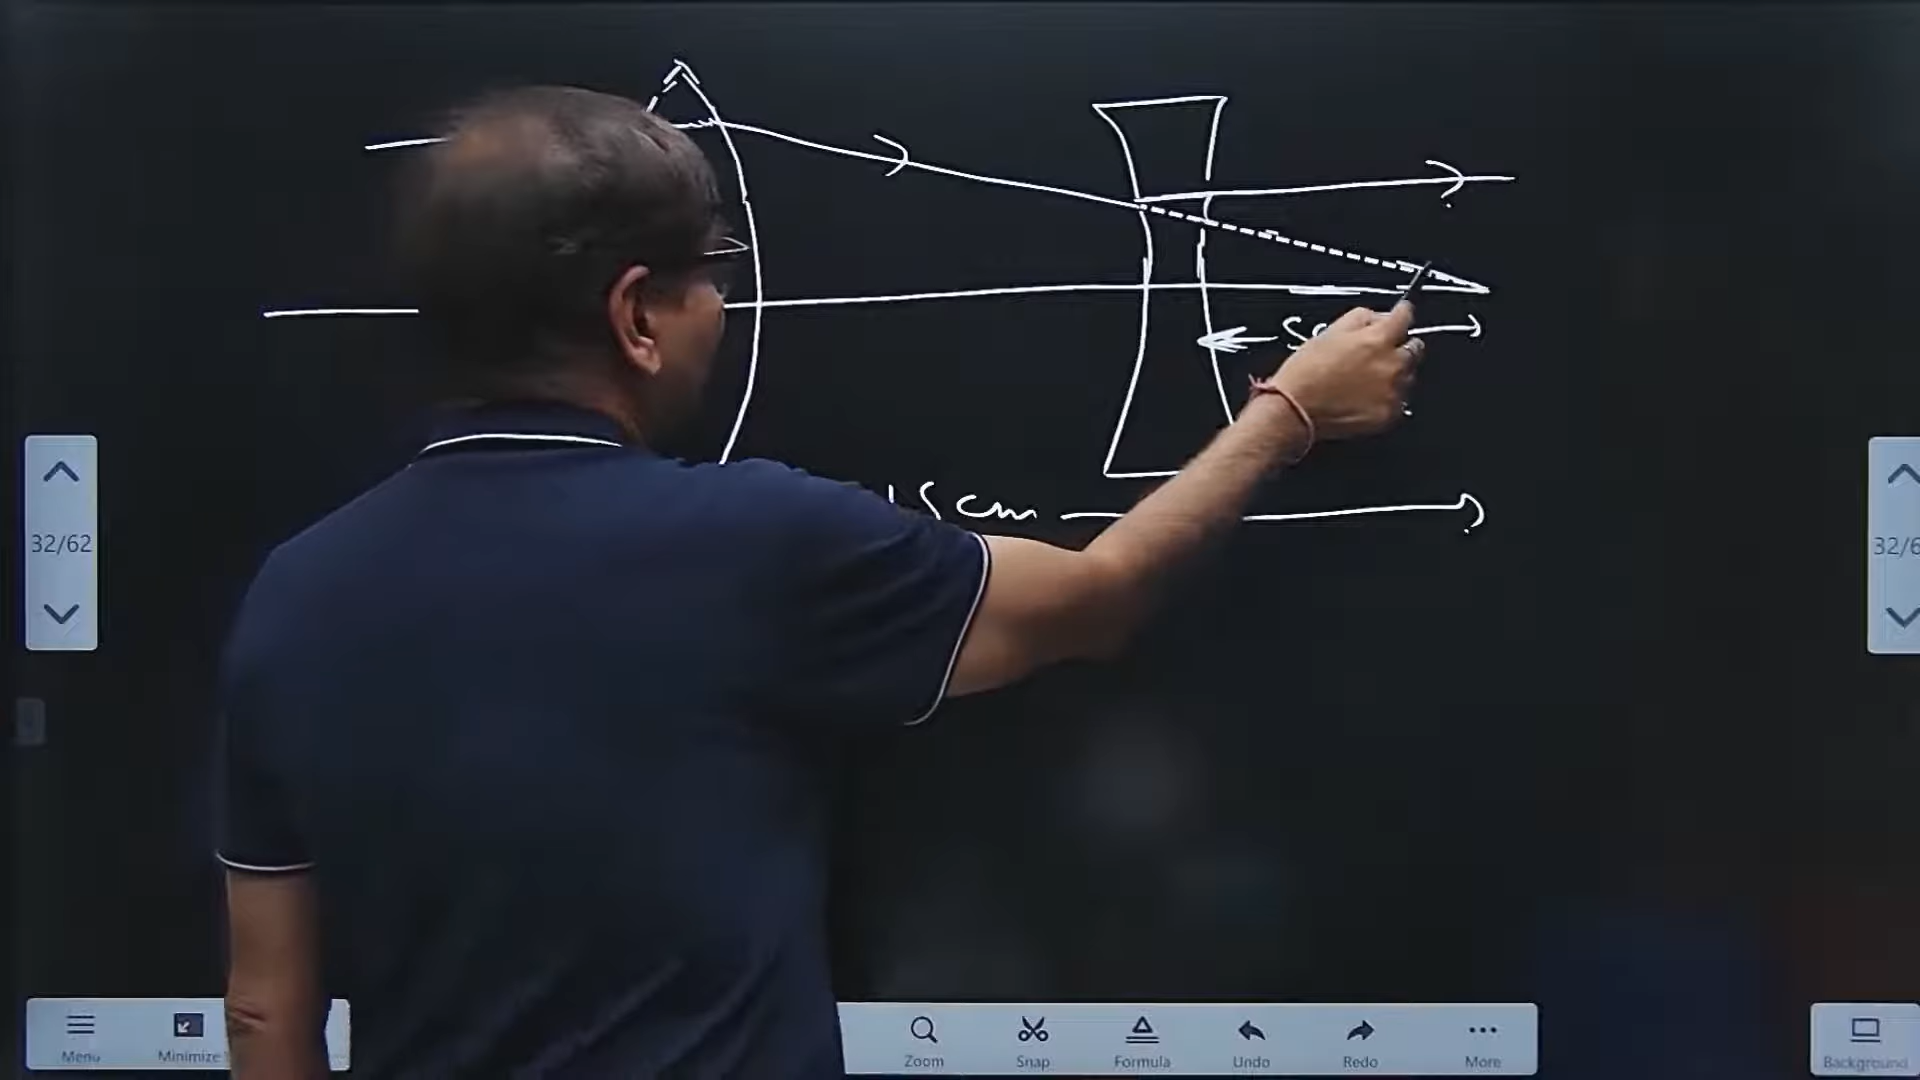 15cm
32/62
32/6
Menu
Minimize
Zoom
Snap
Formula
Undo
Redo
More
Background